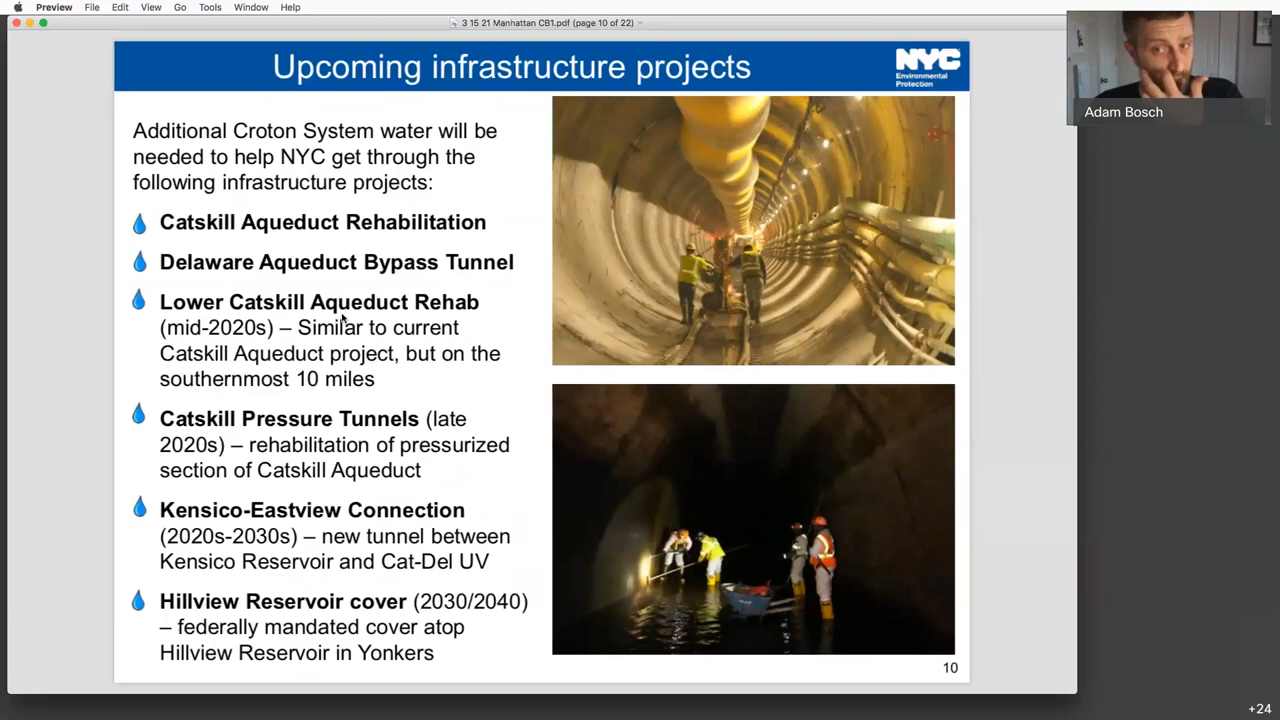 Preview File Edit View Go Tools Window Help
3 15 21 Manhattan CB1.pdf (page 10 of 22)
Upcoming infrastructure projects
NYC
Environmental
Protection
Adam Bosch
Additional Croton System water will be
needed to help NYC get through the
following infrastructure projects:
Catskill Aqueduct Rehabilitation
Delaware Aqueduct Bypass Tunnel
Lower Catskill Aqueduct Rehab
(mid-2020s) – Similar to current
Catskill Aqueduct project, but on the
southernmost 10 miles
Catskill Pressure Tunnels (late
2020s) – rehabilitation of pressurized
section of Catskill Aqueduct
Kensico-Eastview Connection
(2020s-2030s) – new tunnel between
Kensico Reservoir and Cat-Del UV
Hillview Reservoir cover (2030/2040)
– federally mandated cover atop
Hillview Reservoir in Yonkers
10
+24